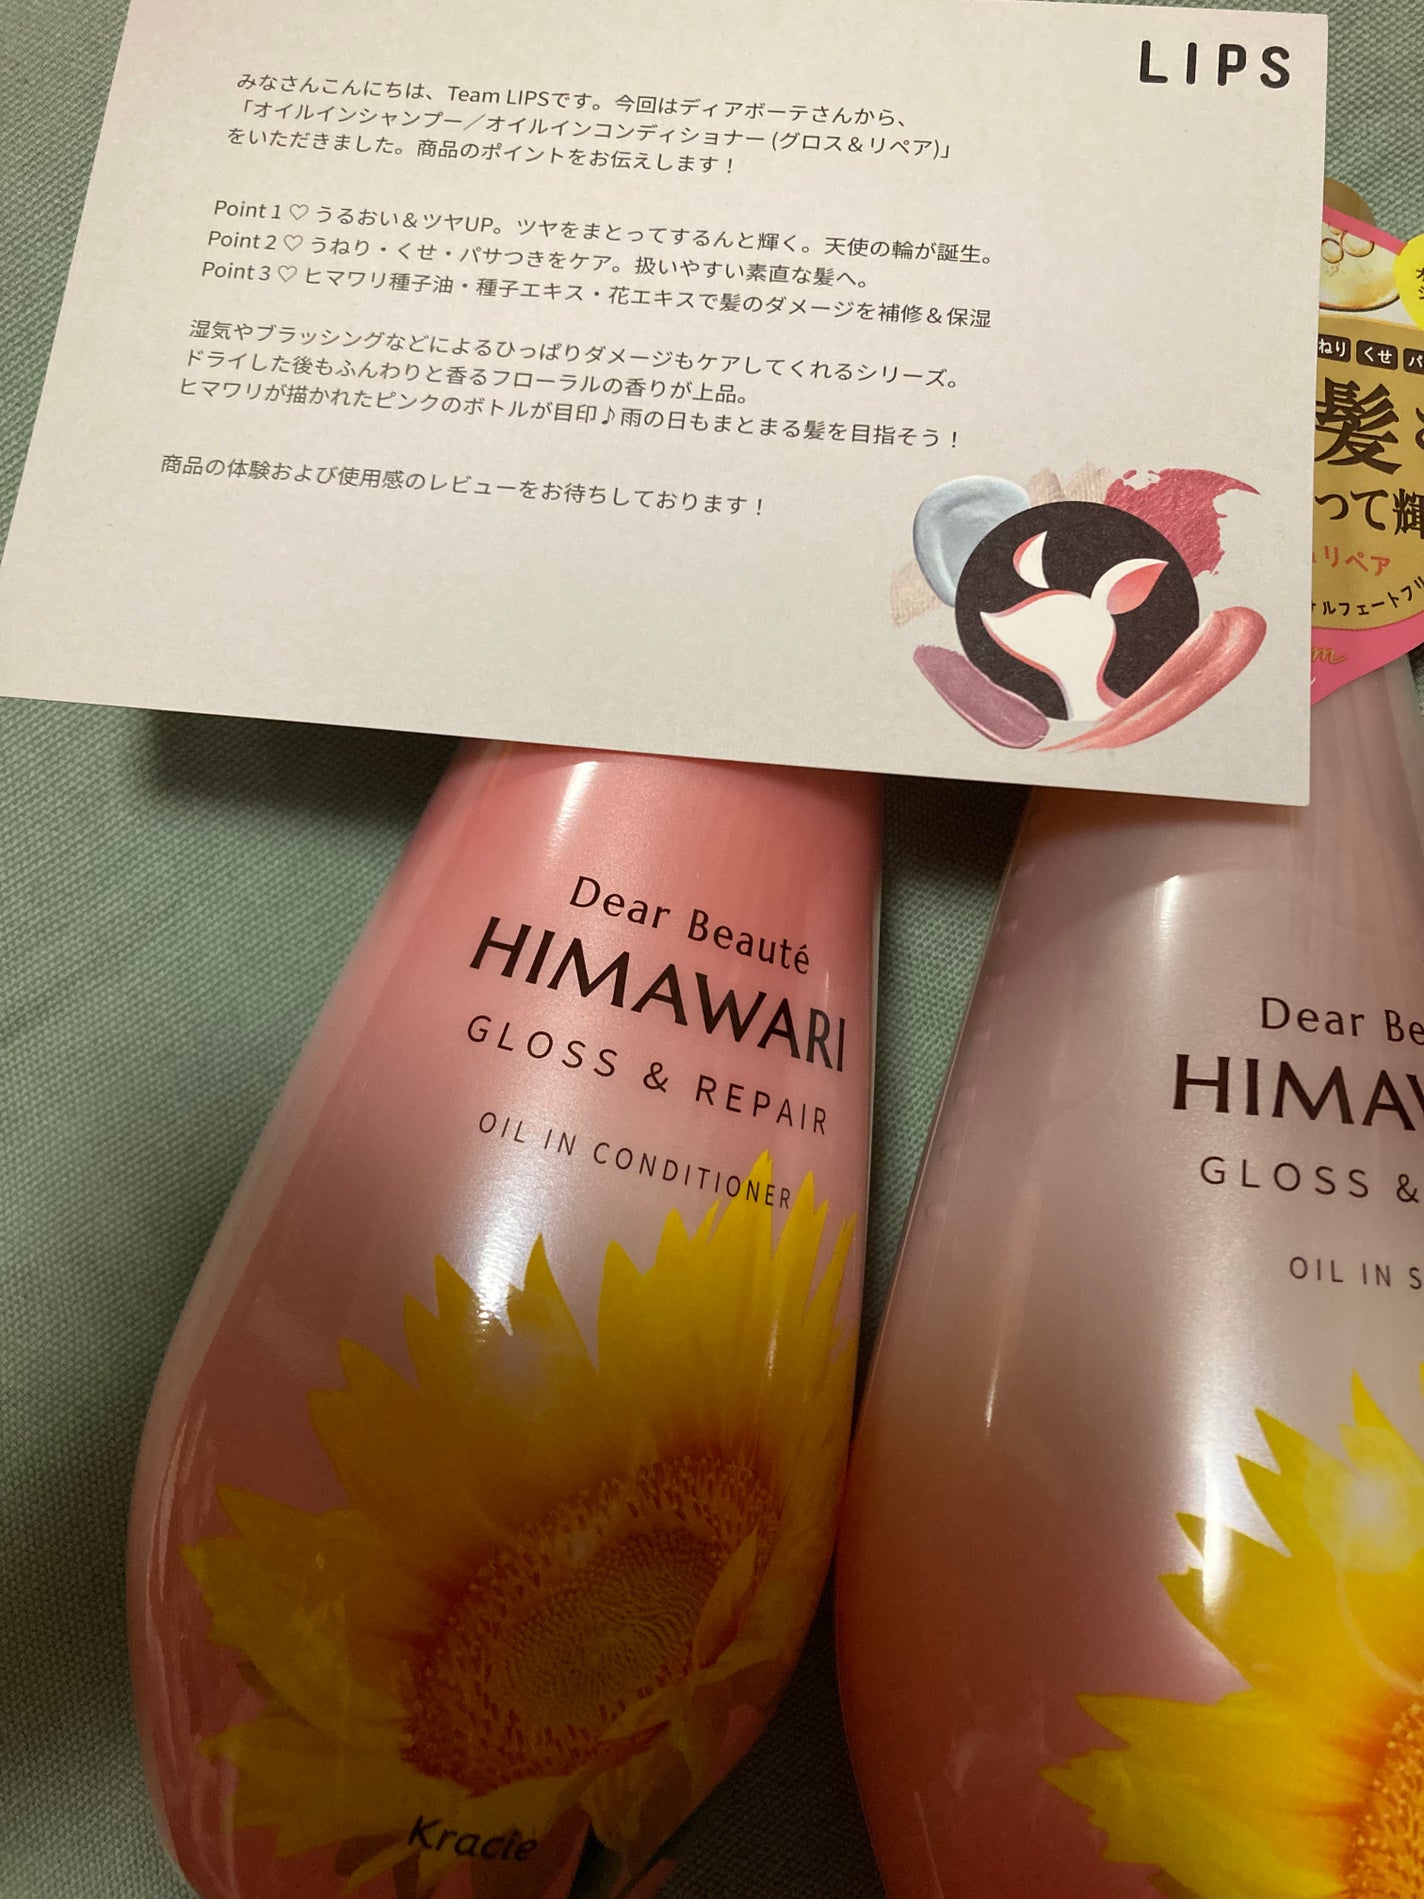 LIPS
みなさんこんにちは、Team LIPSです。今回はディアボーテさんから、
「オイルインシャンプー／オイルインコンディショナー (グロス＆リペア)」
をいただきました。商品のポイントをお伝えします！
Point 1 ♡ うるおい＆ツヤUP。ツヤをまとってするんと輝く。天使の輪が誕生。
Point 2 ♡ うねり・くせ・パサつきをケア。扱いやすい素直な髪へ。
Point 3 ♡ ヒマワリ種子油・種子エキス・花エキスで髪のダメージを補修＆保湿
湿気やブラッシングなどによるひっぱりダメージもケアしてくれるシリーズ。
ドライした後もふんわりと香るフローラルの香りが上品。
ヒマワリが描かれたピンクのボトルが目印♪雨の日もまとまる髪を目指そう！
商品の体験および使用感のレビューをお待ちしております！
ねり くせ パ
髪
つて輝
リペア
ルフェートフリ
Dear Beauté
HIMAWARI
GLOSS & REPAIR
OIL IN CONDITIONER
Kracie
Dear Be
HIMAW
GLOSS &
OIL IN S